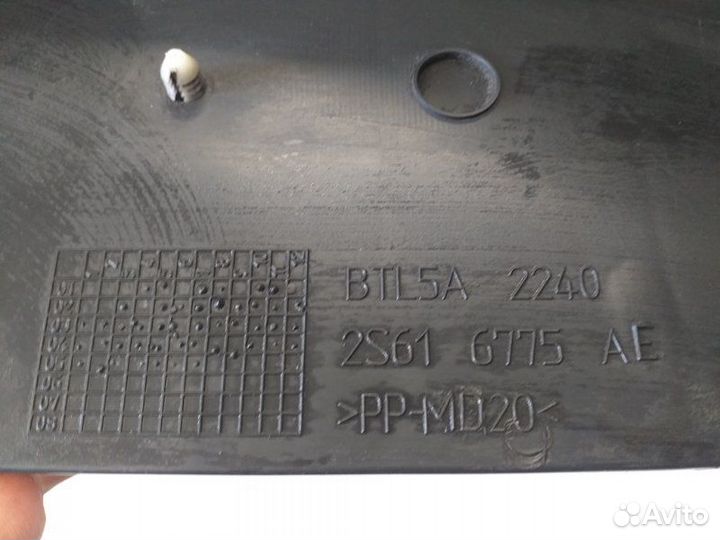 BTL5A 2240
2S61 6775 AE
>PP-MD20<
Avito